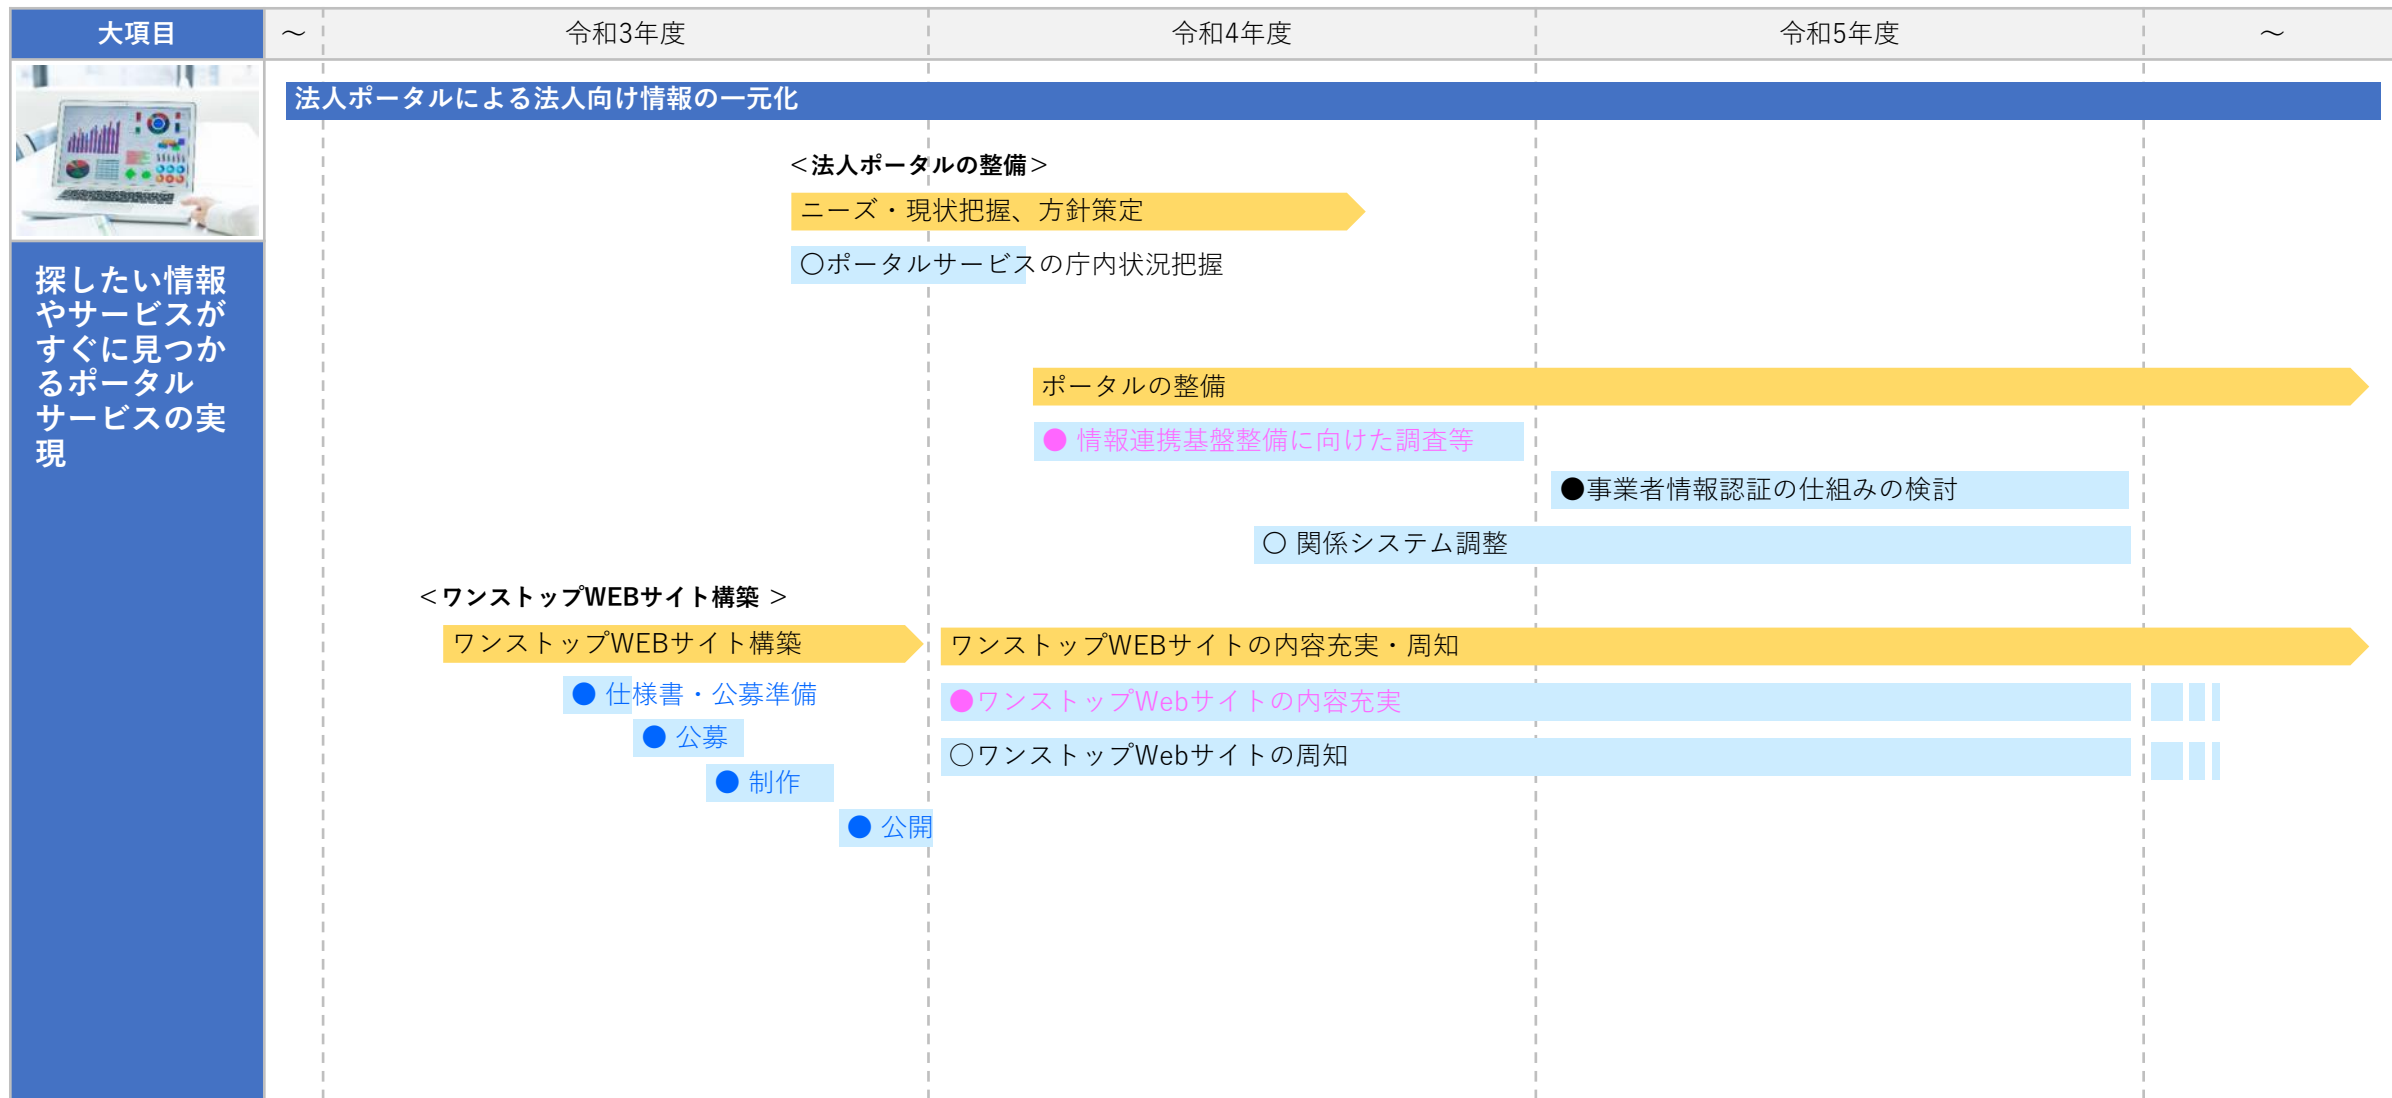 大項目
～
令和3年度
令和4年度
令和5年度
～
法人ポータルによる法人向け情報の一元化
探したい情報
やサービスが
すぐに見つか
るポータル
サービスの実
現
＜法人ポータルの整備＞
ニーズ・現状把握、方針策定
〇ポータルサービスの庁内状況把握
ポータルの整備
● 情報連携基盤整備に向けた調査等
●事業者情報認証の仕組みの検討
〇 関係システム調整
＜ワンストップWEBサイト構築 ＞
ワンストップWEBサイト構築
ワンストップWEBサイトの内容充実・周知
● 仕様書・公募準備
●ワンストップWebサイトの内容充実
● 公募
〇ワンストップWebサイトの周知
● 制作
● 公開